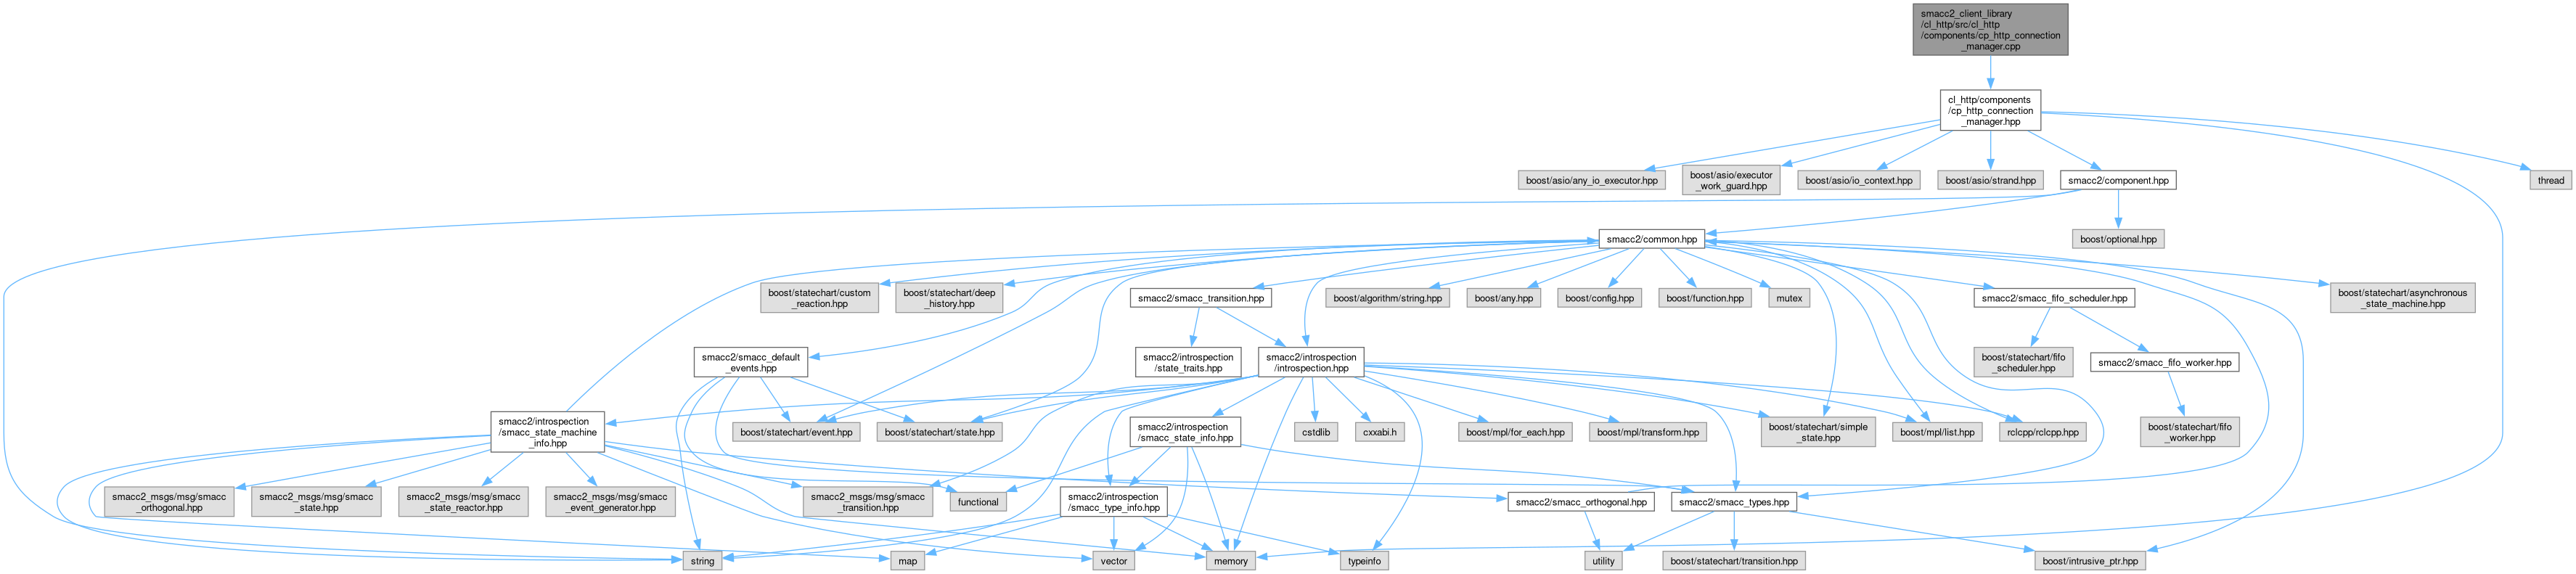 smacc2_client_library
/cl_http/src/cl_http
/components/cp_http_connection
_manager.cpp
cl_http/components
/cp_http_connection
_manager.hpp
boost/asio/any_io_executor.hpp
boost/asio/executor
_work_guard.hpp
boost/asio/io_context.hpp
boost/asio/strand.hpp
smacc2/component.hpp
thread
smacc2/common.hpp
boost/optional.hpp
boost/statechart/custom
_reaction.hpp
boost/statechart/deep
_history.hpp
smacc2/smacc_transition.hpp
boost/algorithm/string.hpp
boost/any.hpp
boost/config.hpp
boost/function.hpp
mutex
smacc2/smacc_fifo_scheduler.hpp
boost/statechart/asynchronous
_state_machine.hpp
smacc2/smacc_default
_events.hpp
smacc2/introspection
/state_traits.hpp
smacc2/introspection
/introspection.hpp
boost/statechart/fifo
_scheduler.hpp
smacc2/smacc_fifo_worker.hpp
smacc2/introspection
/smacc_state_machine
_info.hpp
boost/statechart/event.hpp
boost/statechart/state.hpp
smacc2/introspection
/smacc_state_info.hpp
cstdlib
cxxabi.h
boost/mpl/for_each.hpp
boost/mpl/transform.hpp
boost/statechart/simple
_state.hpp
boost/mpl/list.hpp
rclcpp/rclcpp.hpp
boost/statechart/fifo
_worker.hpp
smacc2_msgs/msg/smacc
_orthogonal.hpp
smacc2_msgs/msg/smacc
_state.hpp
smacc2_msgs/msg/smacc
_state_reactor.hpp
smacc2_msgs/msg/smacc
_event_generator.hpp
smacc2_msgs/msg/smacc
_transition.hpp
functional
smacc2/introspection
/smacc_type_info.hpp
smacc2/smacc_orthogonal.hpp
smacc2/smacc_types.hpp
string
map
vector
memory
typeinfo
utility
boost/statechart/transition.hpp
boost/intrusive_ptr.hpp